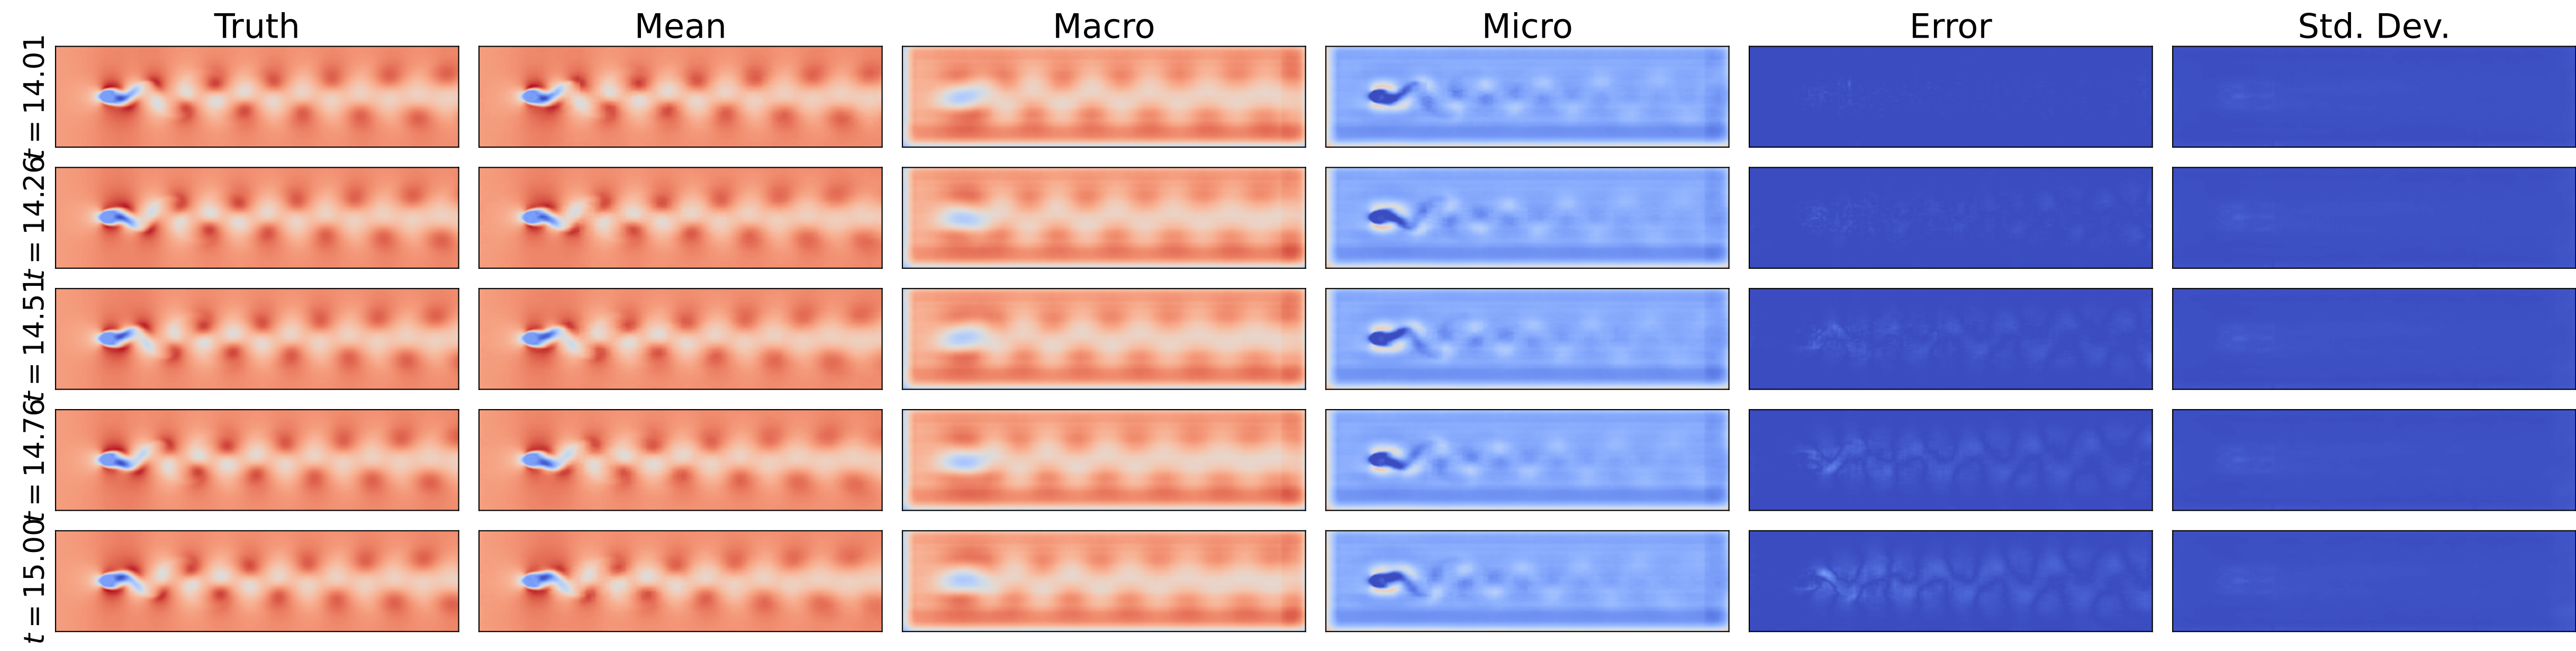 Truth Mean Macro Micro Error Std. Dev.
t = 14.01
t = 14.26
t = 14.51
t = 14.76
t = 15.00